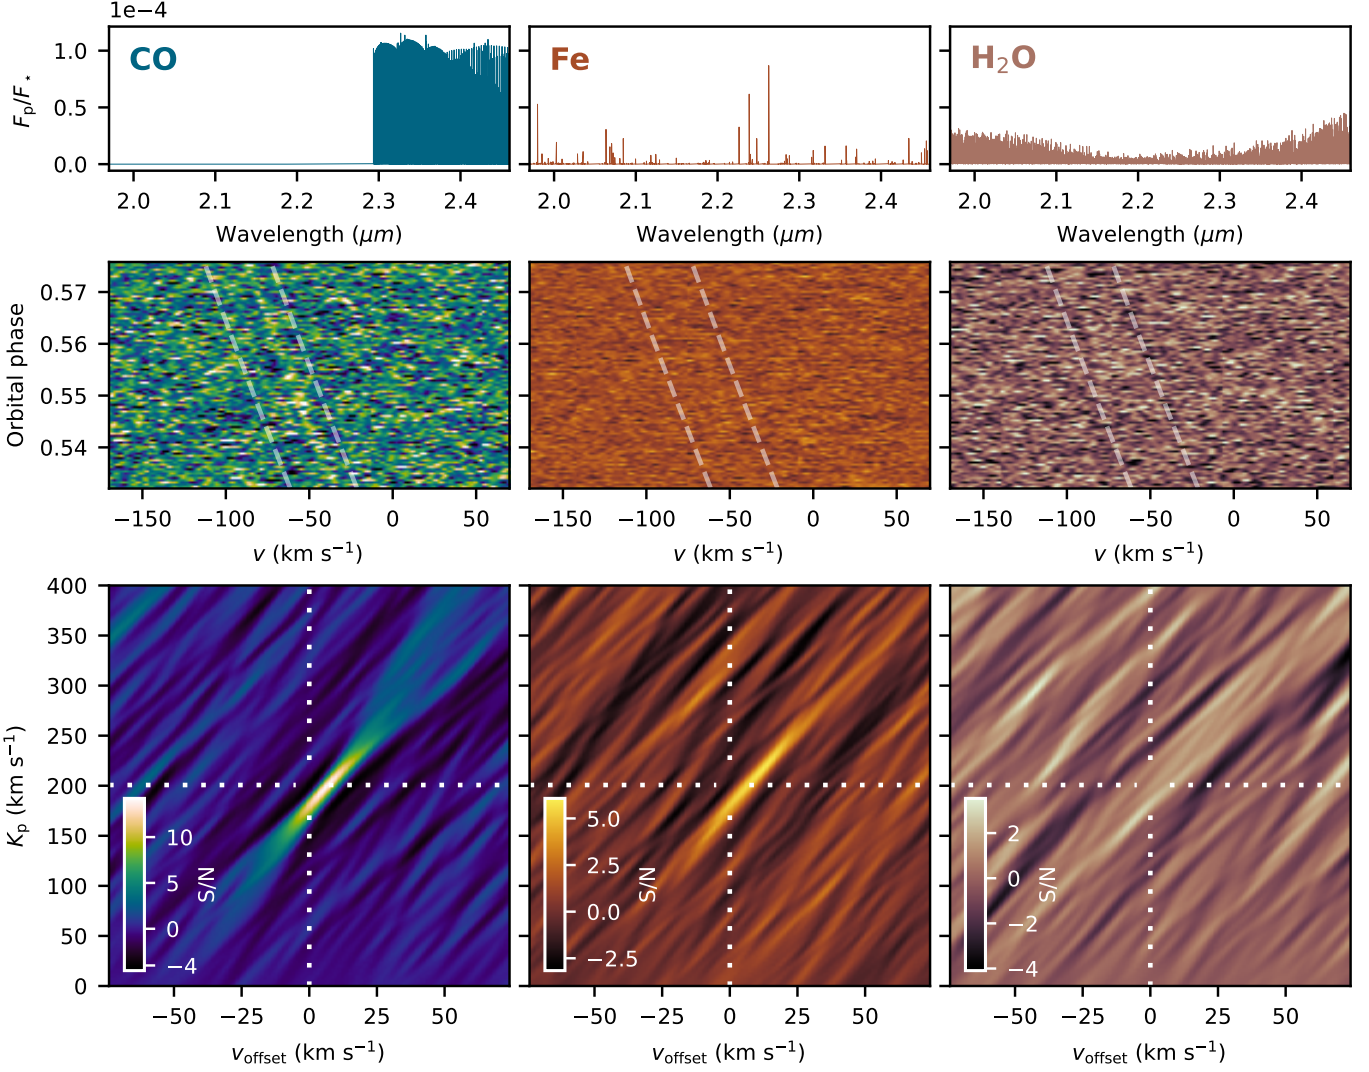 1e−4
CO
Fe
H₂O
Fₚ/F⋆
1.0
0.5
0.0
2.0 2.1 2.2 2.3 2.4
2.0 2.1 2.2 2.3 2.4
2.0 2.1 2.2 2.3 2.4
Wavelength (μm)
Wavelength (μm)
Wavelength (μm)
Orbital phase
0.57
0.56
0.55
0.54
−150 −100 −50 0 50
−150 −100 −50 0 50
−150 −100 −50 0 50
v (km s⁻¹)
v (km s⁻¹)
v (km s⁻¹)
Kₚ (km s⁻¹)
400
350
300
250
200
150
100
50
0
10
5
0
−4
S/N
5.0
2.5
0.0
−2.5
S/N
2
0
−2
−4
S/N
−50 −25 0 25 50
−50 −25 0 25 50
−50 −25 0 25 50
v_offset (km s⁻¹)
v_offset (km s⁻¹)
v_offset (km s⁻¹)